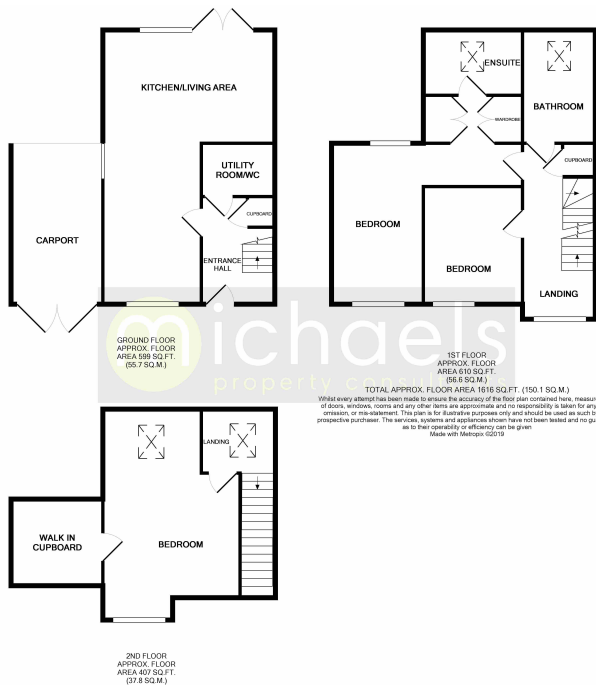 KITCHEN/LIVING AREA
UTILITY
ROOM/WC
CUPBOARD
CARPORT
ENTRANCE
HALL
GROUND FLOOR
APPROX. FLOOR
AREA 599 SQ.FT.
(55.7 SQ.M.)
ENSUITE
BATHROOM
WARDROBE
CUPBOARD
BEDROOM
BEDROOM
LANDING
1ST FLOOR
APPROX. FLOOR
AREA 610 SQ.FT.
(56.6 SQ.M.)
TOTAL APPROX. FLOOR AREA 1616 SQ.FT. (150.1 SQ.M.)
Whilst every attempt has been made to ensure the accuracy of the floor plan contained here, measure
of doors, windows, rooms and any other items are approximate and no responsibility is taken for any
omission, or mis-statement. This plan is for illustrative purposes only and should be used as such b
prospective purchaser. The services, systems and appliances shown have not been tested and no gu
as to their operability or efficiency can be given
Made with Metropix ©2019
michaels
property consultants
LANDING
WALK IN
CUPBOARD
BEDROOM
2ND FLOOR
APPROX. FLOOR
AREA 407 SQ.FT.
(37.8 SQ.M.)